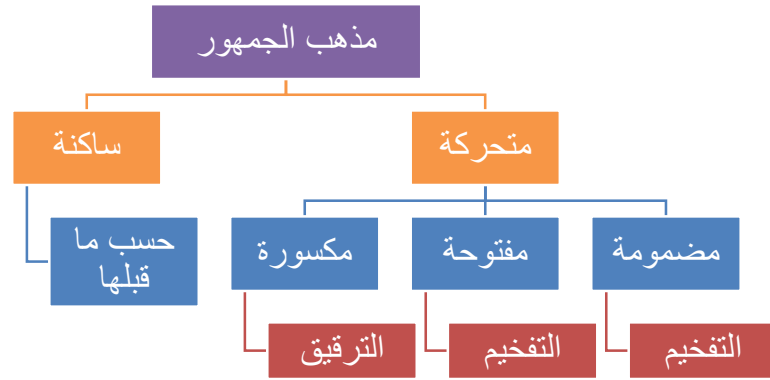 مذهب الجمهور
متحركة
ساكنة
مضمومة
مفتوحة
مكسورة
حسب ما
قبلها
التفخيم
التفخيم
الترقيق